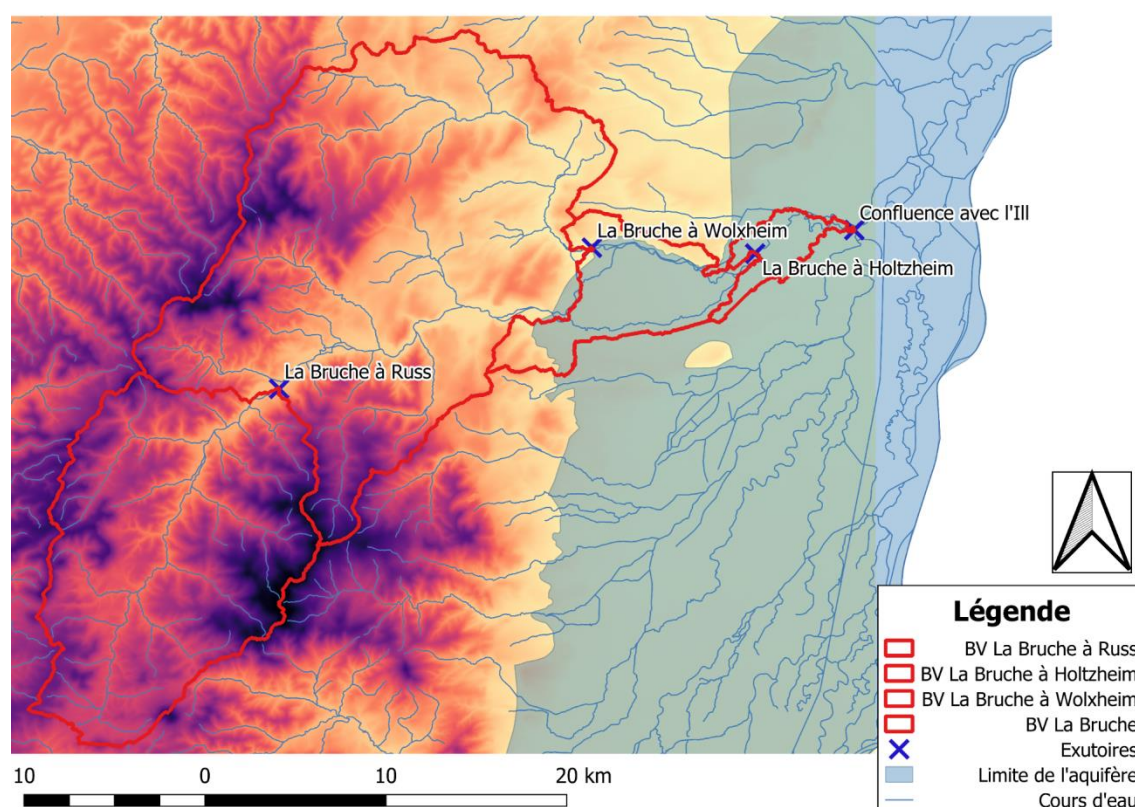 Confluence avec l'Ill
La Bruche à Wolxheim
La Bruche à Holtzheim
La Bruche à Russ
Légende
BV La Bruche à Russ
BV La Bruche à Holtzheim
BV La Bruche à Wolxheim
BV La Bruche
Exutoires
Limite de l'aquifère
Cours d'eau
10 0 10 20 km